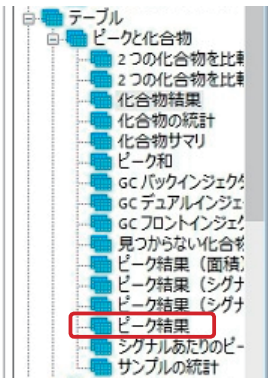 テーブル
ピークと化合物
2つの化合物を比
2つの化合物を比
化合物結果
化合物の統計
化合物サマリ
ピーク和
GC バックインジェク
GC デュアルインジェ
GC フロントインジェク
見つからない化合
ピーク結果（面積）
ピーク結果（シグナ
ピーク結果（シグナ
ピーク結果
シグナルあたりのピー
サンプルの統計